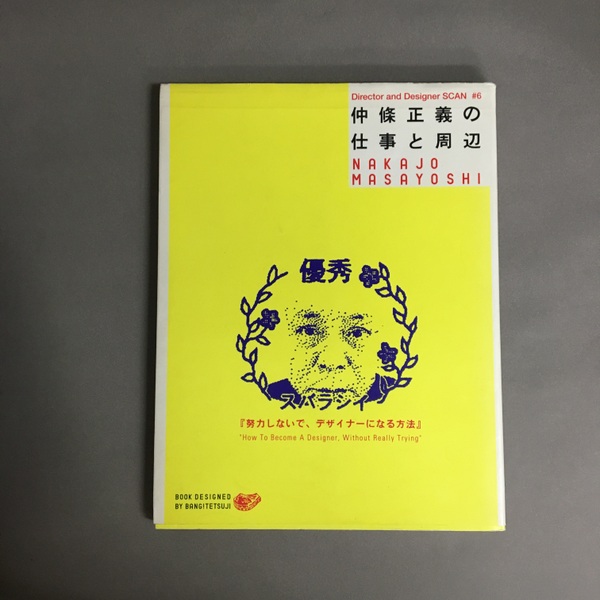 Director and Designer SCAN #6
仲條正義の
仕事と周辺
NAKAJO
MASAYOSHI
優秀
スバラシイ
『努力しないで、デザイナーになる方法』
"How To Become A Designer, Without Really Trying"
BOOK DESIGNED
BY BANGITETSUJI